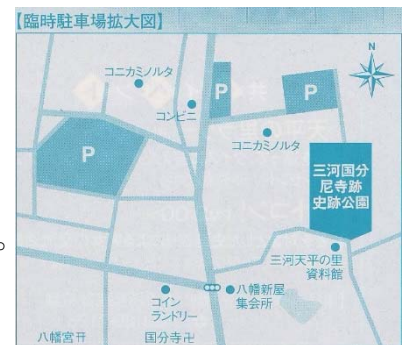 【臨時駐車場拡大図】
N
コニカミノルタ
コンビニ
P
P
P
コニカミノルタ
三河国分
尼寺跡
史跡公園
三河天平の里
資料館
八幡新屋
集会所
コイン
ランドリー
八幡宮
国分寺
。